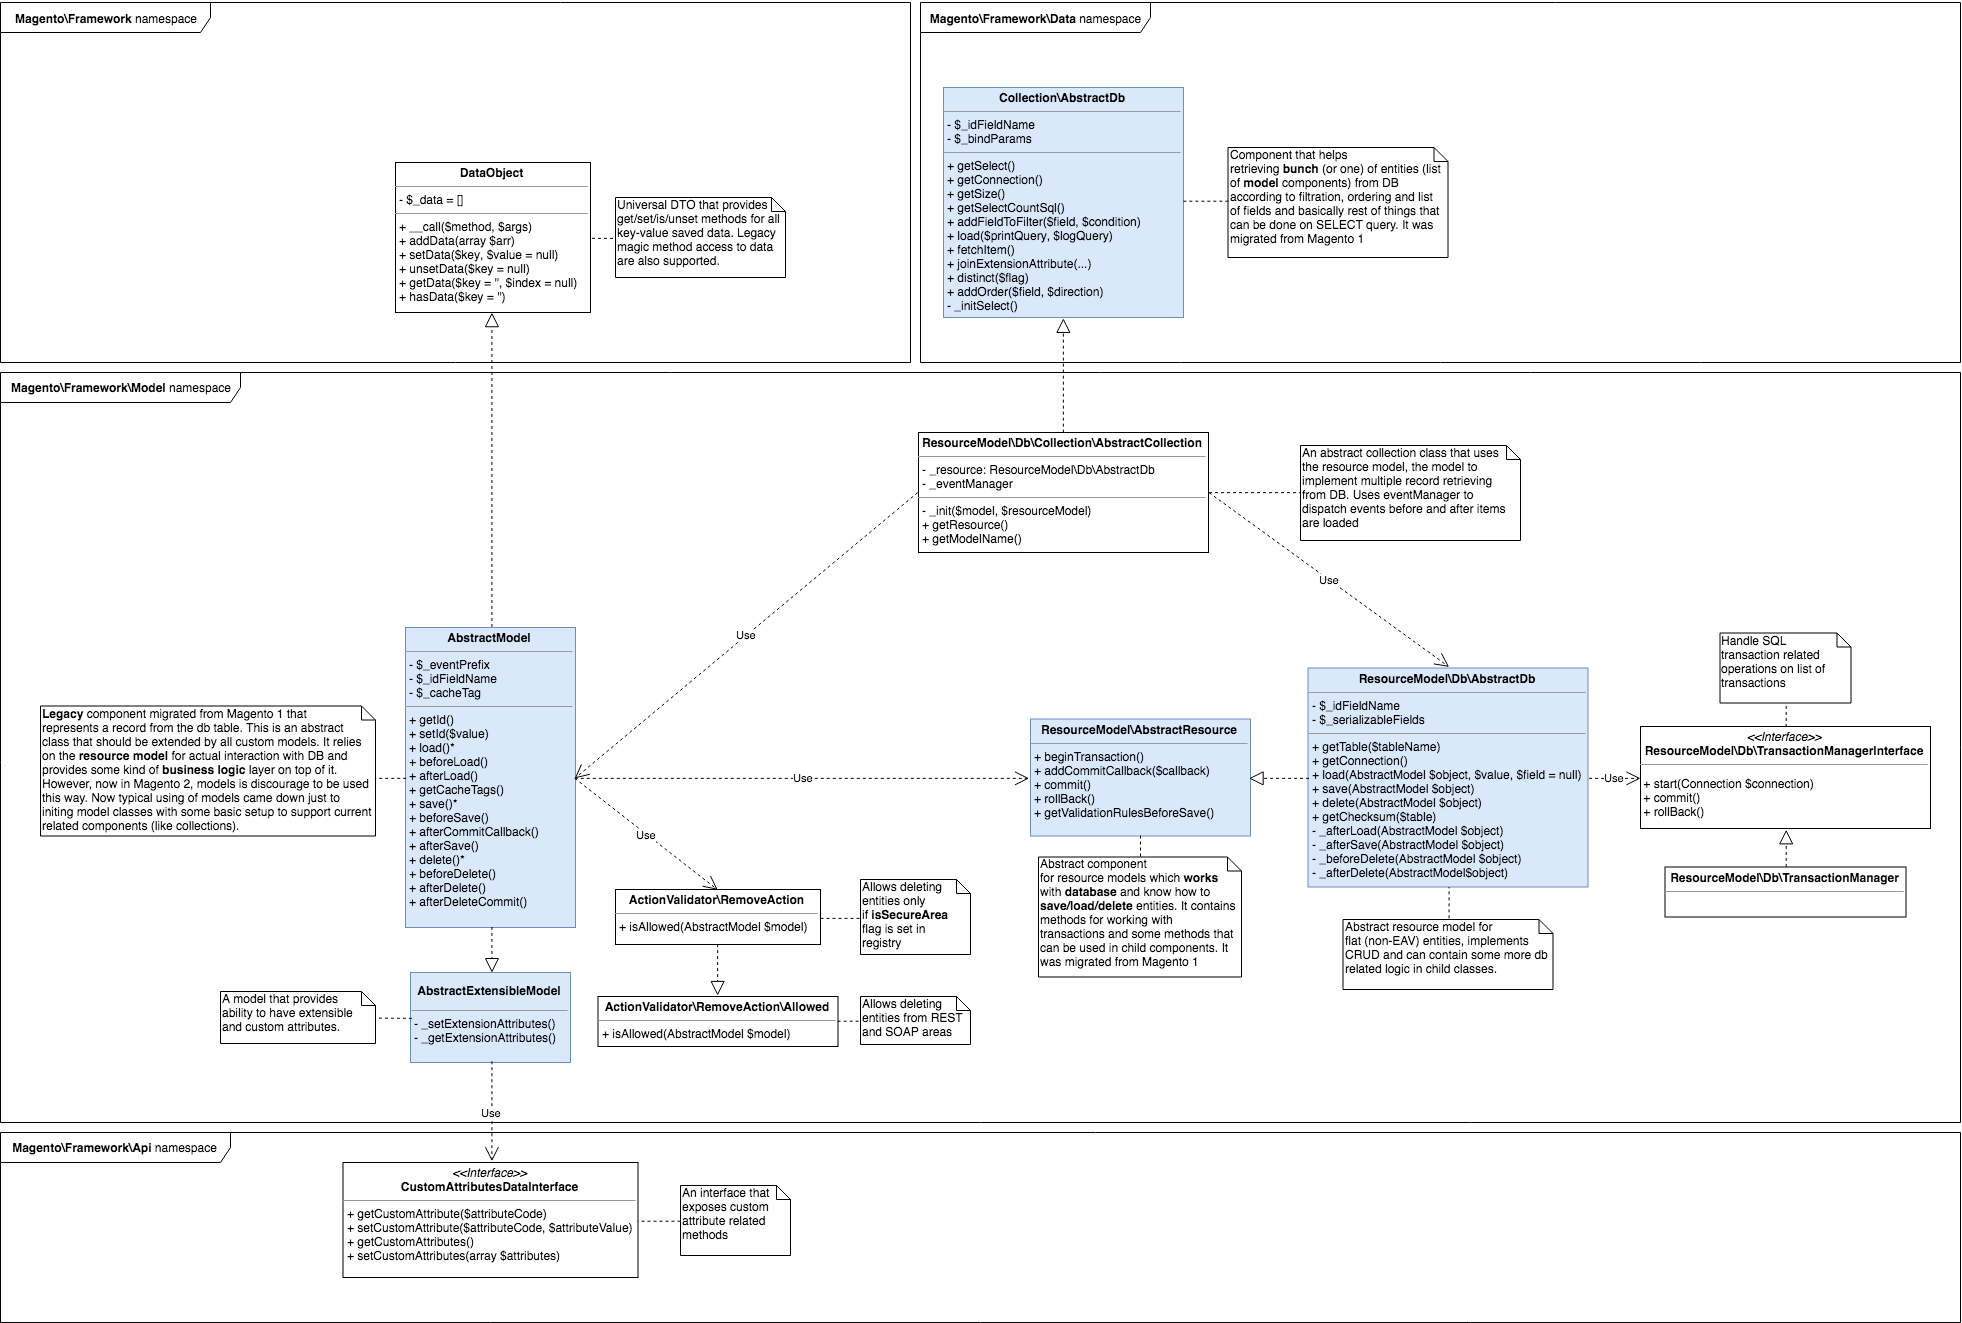 Magento\Framework namespace
DataObject
- $_data = []
+ __call($method, $args)
+ addData(array $arr)
+ setData($key, $value = null)
+ unsetData($key = null)
+ getData($key = '', $index = null)
+ hasData($key = '')
Universal DTO that provides
get/set/is/unset methods for all
key-value saved data. Legacy
magic method access to data
are also supported.
Magento\Framework\Data namespace
Collection\AbstractDb
- $_idFieldName
- $_bindParams
+ getSelect()
+ getConnection()
+ getSize()
+ getSelectCountSql()
+ addFieldToFilter($field, $condition)
+ load($printQuery, $logQuery)
+ fetchItem()
+ joinExtensionAttribute(...)
+ distinct($flag)
+ addOrder($field, $direction)
- _initSelect()
Component that helps
retrieving bunch (or one) of entities (list
of model components) from DB
according to filtration, ordering and list
of fields and basically rest of things that
can be done on SELECT query. It was
migrated from Magento 1
Magento\Framework\Model namespace
ResourceModel\Db\Collection\AbstractCollection
- _resource: ResourceModel\Db\AbstractDb
- _eventManager
- _init($model, $resourceModel)
+ getResource()
+ getModelName()
An abstract collection class that uses
the resource model, the model to
implement multiple record retrieving
from DB. Uses eventManager to
dispatch events before and after items
are loaded
Use
Use
AbstractModel
- $_eventPrefix
- $_idFieldName
- $_cacheTag
+ getId()
+ setId($value)
+ load()*
+ beforeLoad()
+ afterLoad()
+ getCacheTags()
+ save()*
+ beforeSave()
+ afterCommitCallback()
+ afterSave()
+ delete()*
+ beforeDelete()
+ afterDelete()
+ afterDeleteCommit()
Legacy component migrated from Magento 1 that
represents a record from the db table. This is an abstract
class that should be extended by all custom models. It relies
on the resource model for actual interaction with DB and
provides some kind of business logic layer on top of it.
However, now in Magento 2, models is discourage to be used
this way. Now typical using of models came down just to
initing model classes with some basic setup to support current
related components (like collections).
Use
Use
ResourceModel\AbstractResource
+ beginTransaction()
+ addCommitCallback($callback)
+ commit()
+ rollBack()
+ getValidationRulesBeforeSave()
Abstract component
for resource models which works
with database and know how to
save/load/delete entities. It contains
methods for working with
transactions and some methods that
can be used in child components. It
was migrated from Magento 1
ResourceModel\Db\AbstractDb
- $_idFieldName
- $_serializableFields
+ getTable($tableName)
+ getConnection()
+ load(AbstractModel $object, $value, $field = null)
+ save(AbstractModel $object)
+ delete(AbstractModel $object)
+ getChecksum($table)
- _afterLoad(AbstractModel $object)
- _afterSave(AbstractModel $object)
- _beforeDelete(AbstractModel $object)
- _afterDelete(AbstractModel$object)
Abstract resource model for
flat (non-EAV) entities, implements
CRUD and can contain some more db
related logic in child classes.
Use
Handle SQL
transaction related
operations on list of
transactions
<<Interface>>
ResourceModel\Db\TransactionManagerInterface
+ start(Connection $connection)
+ commit()
+ rollBack()
ResourceModel\Db\TransactionManager
ActionValidator\RemoveAction
+ isAllowed(AbstractModel $model)
Allows deleting
entities only
if isSecureArea
flag is set in
registry
ActionValidator\RemoveAction\Allowed
+ isAllowed(AbstractModel $model)
Allows deleting
entities from REST
and SOAP areas
A model that provides
ability to have extensible
and custom attributes.
AbstractExtensibleModel
- _setExtensionAttributes()
- _getExtensionAttributes()
Use
Magento\Framework\Api namespace
<<Interface>>
CustomAttributesDataInterface
+ getCustomAttribute($attributeCode)
+ setCustomAttribute($attributeCode, $attributeValue)
+ getCustomAttributes()
+ setCustomAttributes(array $attributes)
An interface that
exposes custom
attribute related
methods